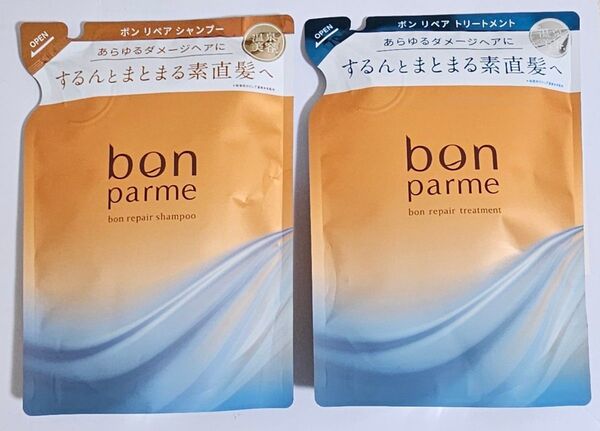 OPEN
ボン リペア シャンプー
あらゆるダメージヘアに
温泉
美容
するんとまとまる素直髪へ
bon
parme
bon repair shampoo
OPEN
ボン リペア トリートメント
あらゆるダメージヘアに
するんとまとまる素直髪へ
bon
parme
bon repair treatment